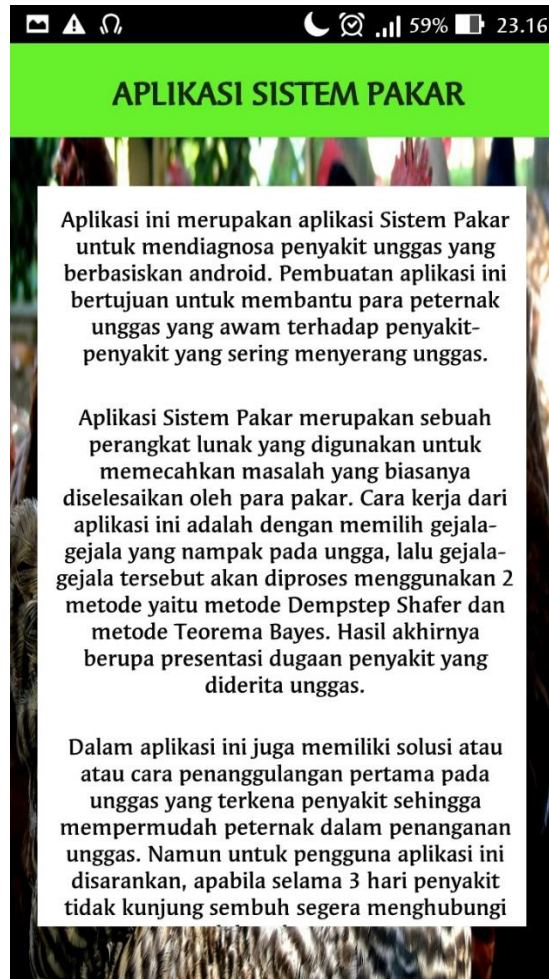 59% 23.16
APLIKASI SISTEM PAKAR
Aplikasi ini merupakan aplikasi Sistem Pakar
untuk mendiagnosa penyakit unggas yang
berbasiskan android. Pembuatan aplikasi ini
bertujuan untuk membantu para peternak
unggas yang awam terhadap penyakit-
penyakit yang sering menyerang unggas.
Aplikasi Sistem Pakar merupakan sebuah
perangkat lunak yang digunakan untuk
memecahkan masalah yang biasanya
diselesaikan oleh para pakar. Cara kerja dari
aplikasi ini adalah dengan memilih gejala-
gejala yang nampak pada ungga, lalu gejala-
gejala tersebut akan diproses menggunakan 2
metode yaitu metode Dempstep Shafer dan
metode Teorema Bayes. Hasil akhirnya
berupa presentasi dugaan penyakit yang
diderita unggas.
Dalam aplikasi ini juga memiliki solusi atau
atau cara penanggulangan pertama pada
unggas yang terkena penyakit sehingga
mempermudah peternak dalam penanganan
unggas. Namun untuk pengguna aplikasi ini
disarankan, apabila selama 3 hari penyakit
tidak kunjung sembuh segera menghubungi